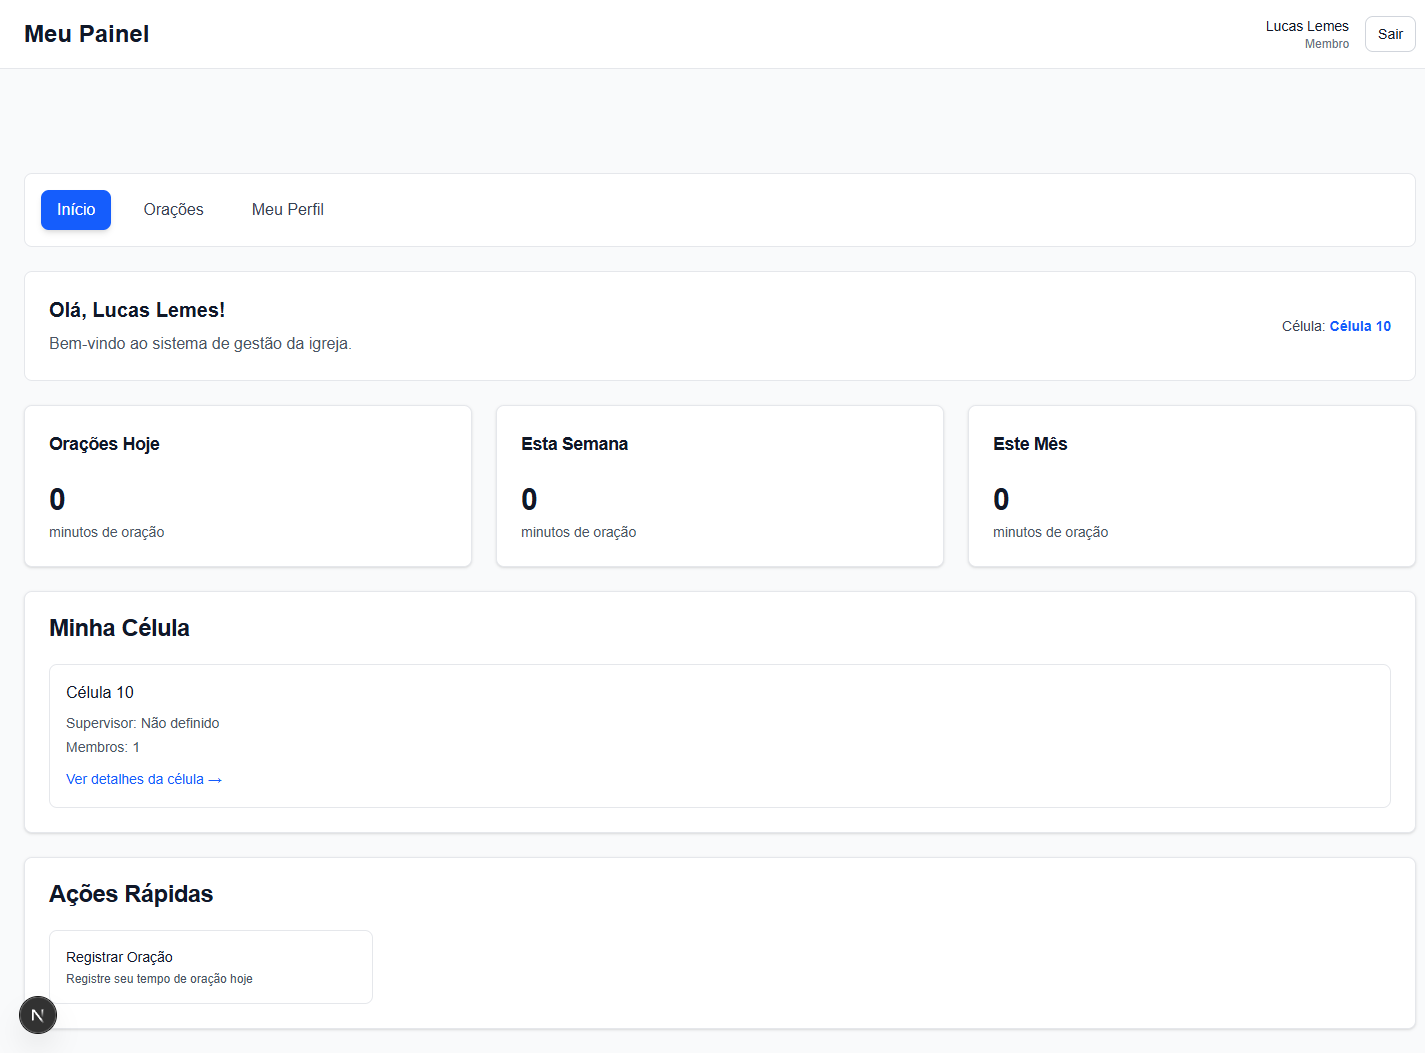 Meu Painel
Lucas Lemes
Membro
Sair
Início
Orações
Meu Perfil
Olá, Lucas Lemes!
Bem-vindo ao sistema de gestão da igreja.
Célula: Célula 10
Orações Hoje
0
minutos de oração
Esta Semana
0
minutos de oração
Este Mês
0
minutos de oração
Minha Célula
Célula 10
Supervisor: Não definido
Membros: 1
Ver detalhes da célula →
Ações Rápidas
Registrar Oração
Registre seu tempo de oração hoje
N